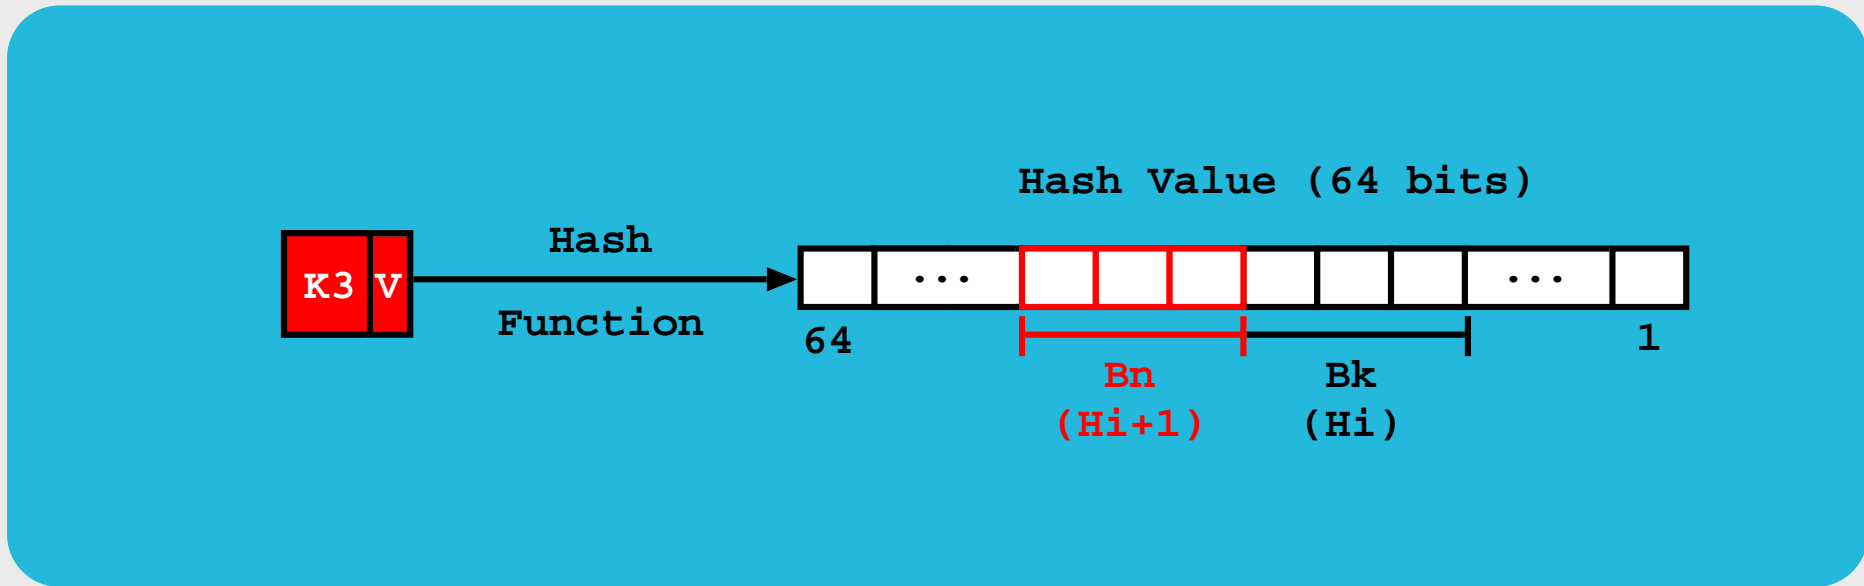 Hash Value (64 bits)
Hash
K3 V
Function
...
...
64
1
Bn
Bk
(Hi+1)
(Hi)